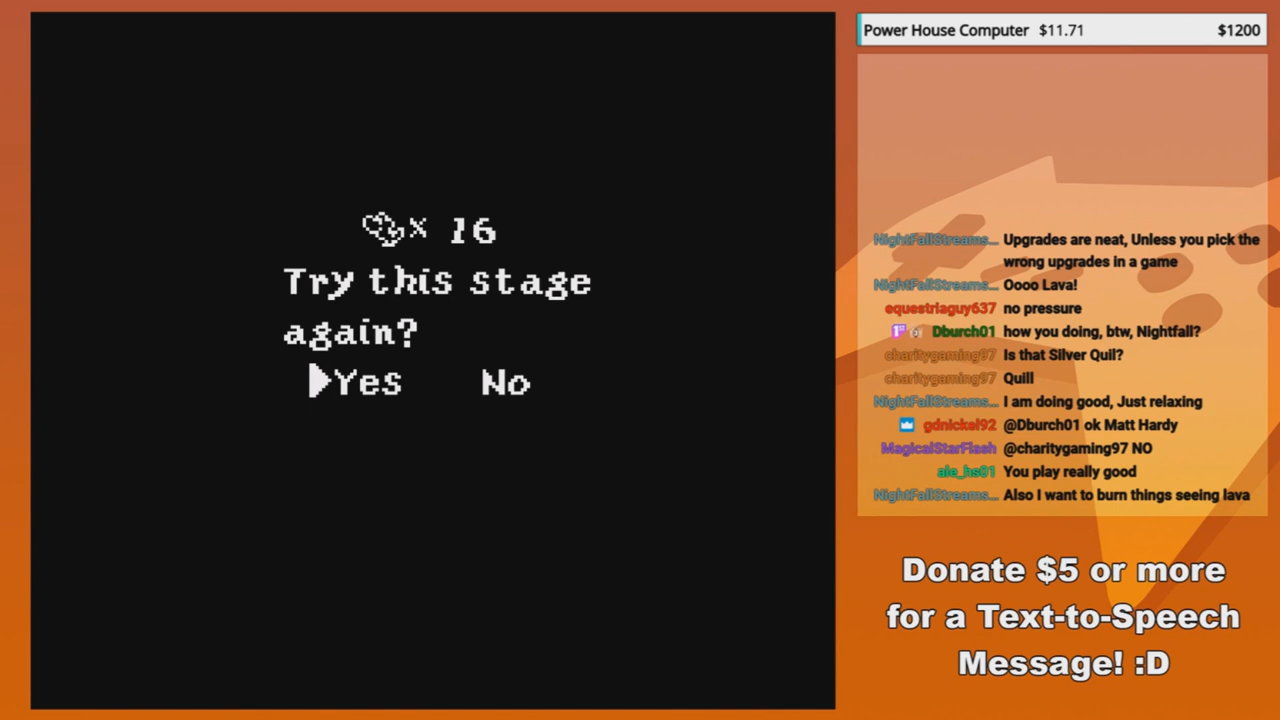 x 16
Try this stage
again?
Yes No
Power House Computer $11.71 $1200
NightFallStreams... Upgrades are neat, Unless you pick the
wrong upgrades in a game
NightFallStreams... Oooo Lava!
equestriaguy637 no pressure
Dburch01 how you doing, btw, Nightfall?
charitygaming97 Is that Silver Quil?
charitygaming97 Quill
NightFallStreams... I am doing good, Just relaxing
gdnickel92 @Dburch01 ok Matt Hardy
MagicalStarFlash @charitygaming97 NO
ale_hs01 You play really good
NightFallStreams... Also I want to burn things seeing lava
Donate $5 or more
for a Text-to-Speech
Message! :D